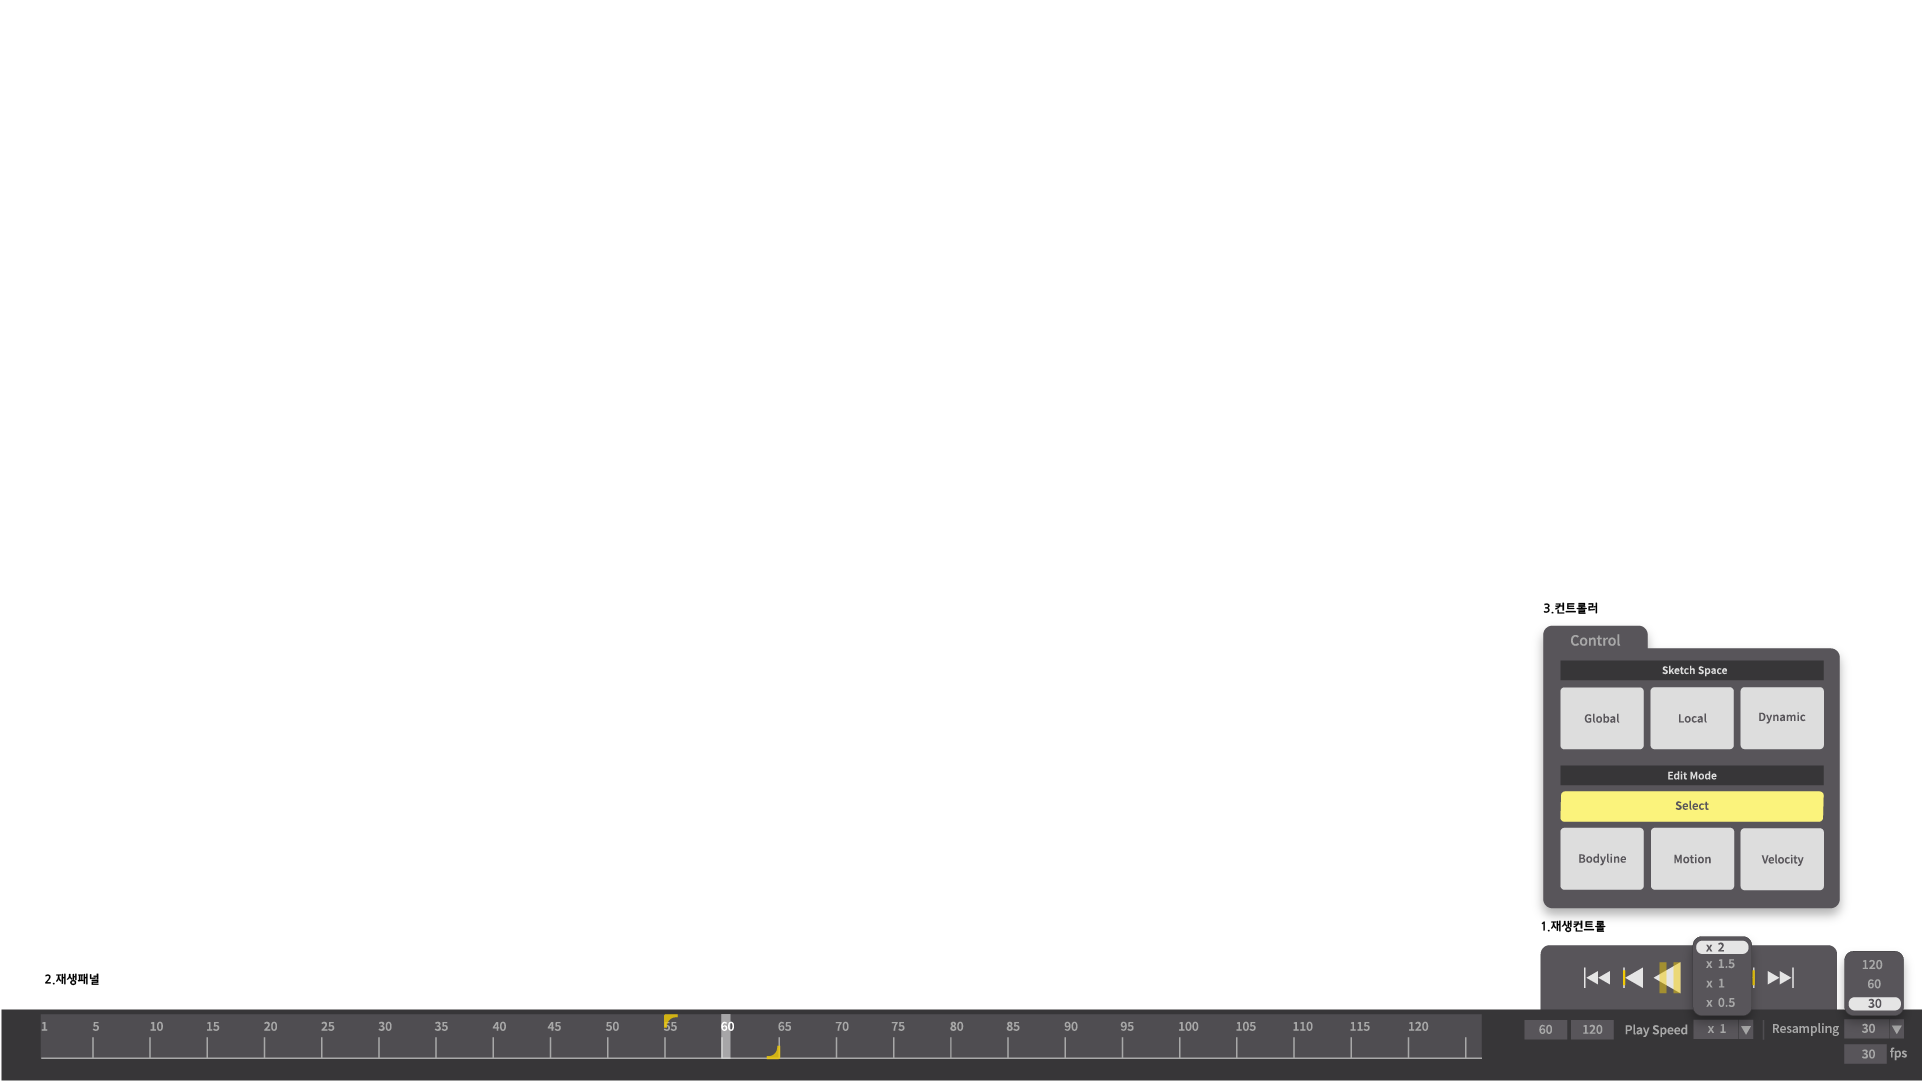 3.컨트롤러
Control
Sketch Space
Global Local Dynamic
Edit Mode
Select
Bodyline Motion Velocity
1.재생컨트롤
x 2
x 1.5
x 1
x 0.5
120
60
30
2.재생패널
1 5 10 15 20 25 30 35 40 45 50 55 60 65 70 75 80 85 90 95 100 105 110 115 120
60 120 Play Speed x 1 Resampling 30
30 fps